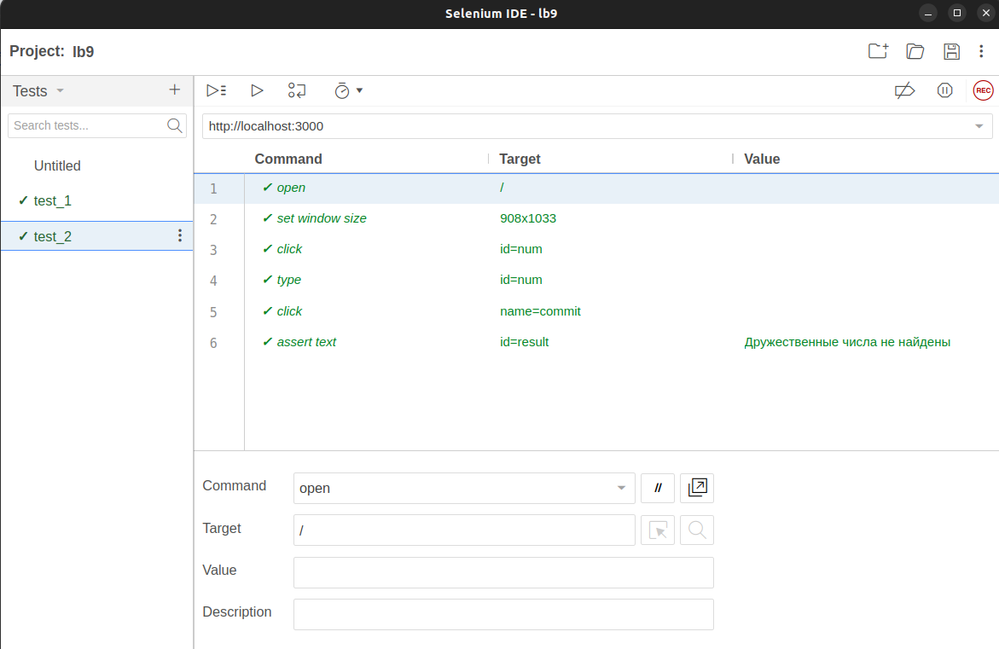 Selenium IDE - lb9
Project: lb9
Tests
Search tests...
Untitled
✓ test_1
✓ test_2
REC
http://localhost:3000
Command Target Value
1 ✓ open /
2 ✓ set window size 908x1033
3 ✓ click id=num
4 ✓ type id=num
5 ✓ click name=commit
6 ✓ assert text id=result Дружественные числа не найдены
Command open //
Target /
Value
Description